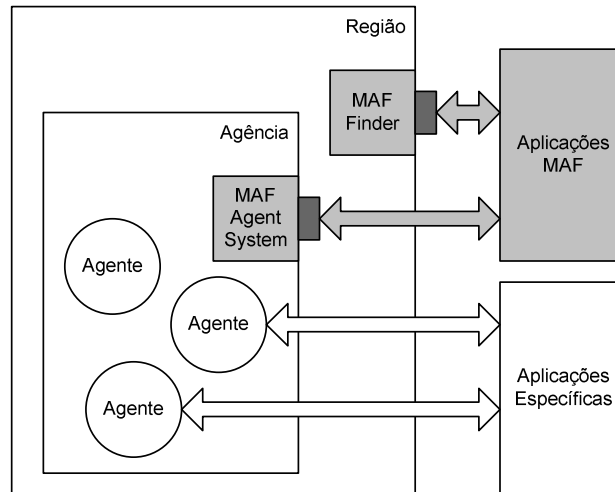 Região
MAF
Finder
Aplicações
MAF
Agência
MAF
Agent
System
Agente
Agente
Agente
Aplicações
Específicas